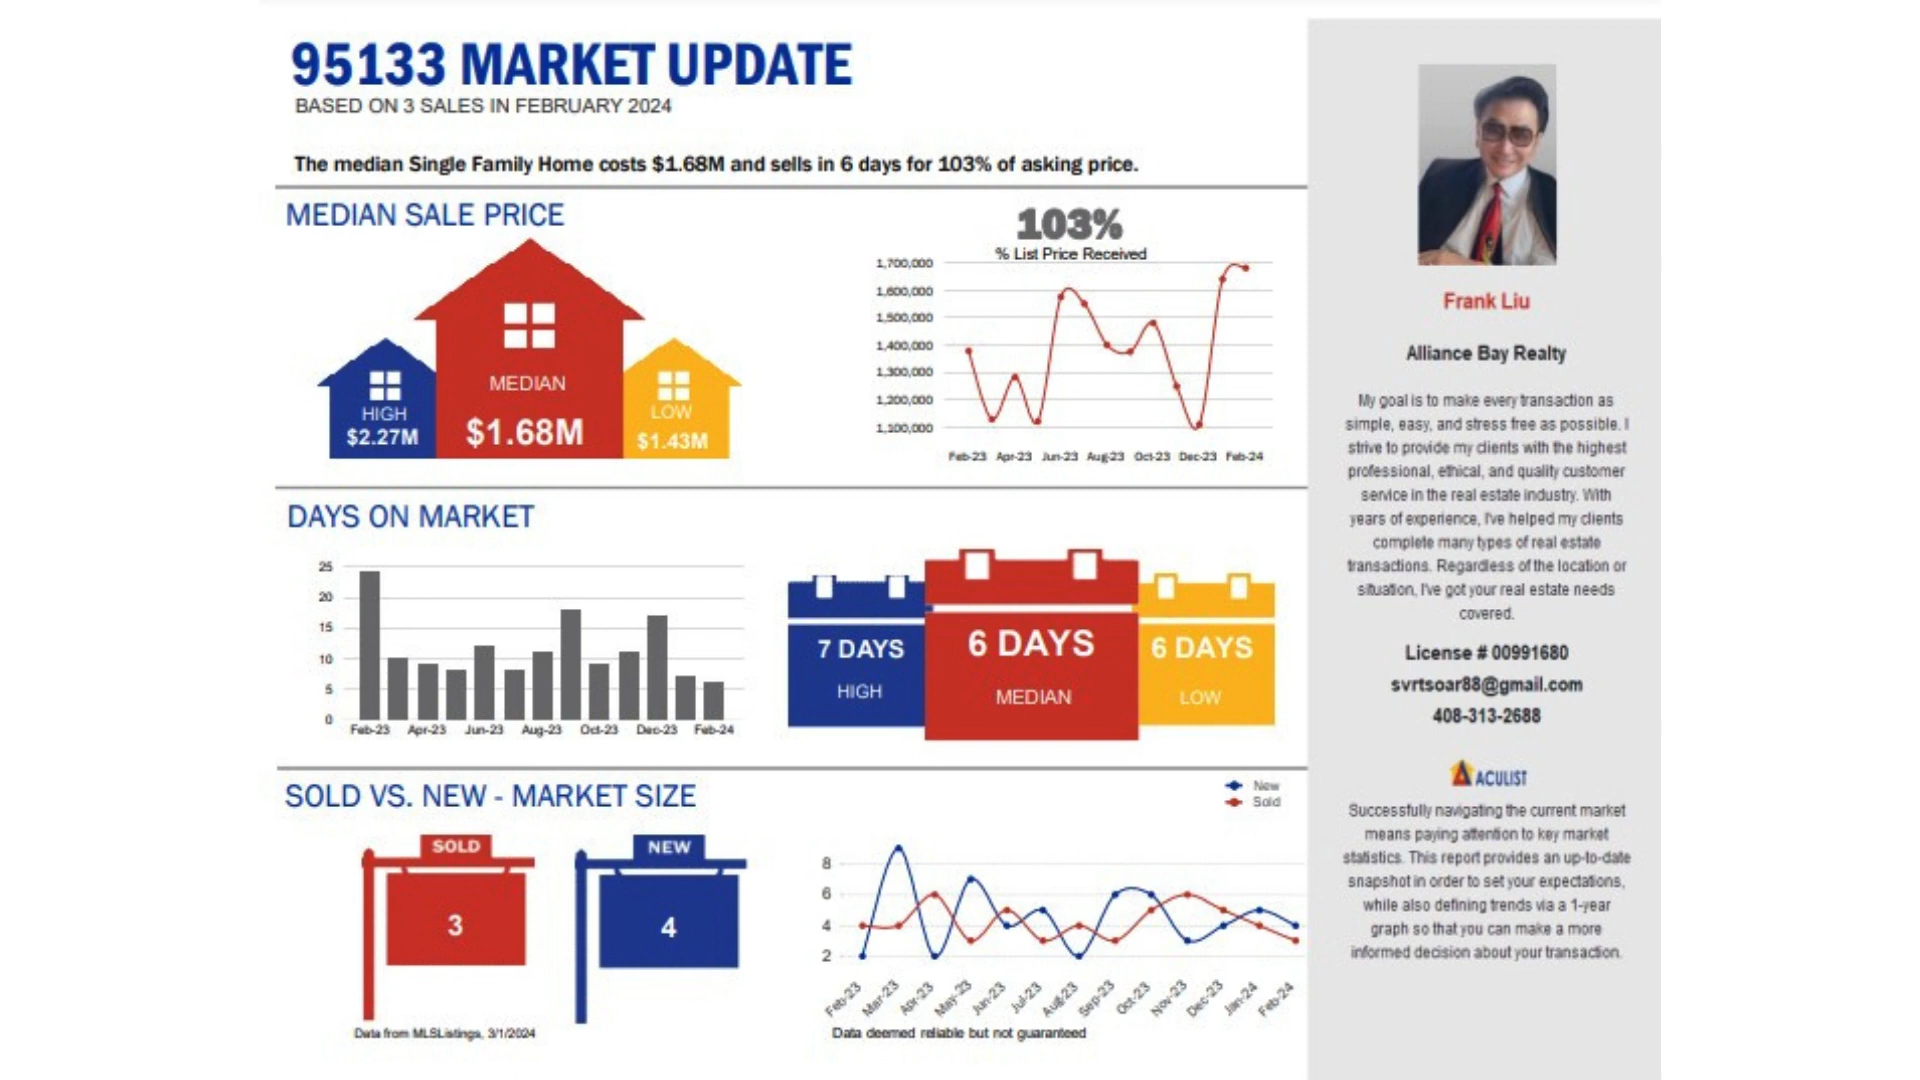 95133 MARKET UPDATE
BASED ON 3 SALES IN FEBRUARY 2024
The median Single Family Home costs $1.68M and sells in 6 days for 103% of asking price.
MEDIAN SALE PRICE
HIGH
$2.27M
MEDIAN
$1.68M
LOW
$1.43M
103%
% List Price Received
1,700,000
1,600,000
1,500,000
1,400,000
1,300,000
1,200,000
1,100,000
Feb-23 Apr-23 Jun-23 Aug-23 Oct-23 Dec-23 Feb-24
DAYS ON MARKET
25
20
15
10
5
0
Feb-23 Apr-23 Jun-23 Aug-23 Oct-23 Dec-23 Feb-24
7 DAYS
HIGH
6 DAYS
MEDIAN
6 DAYS
LOW
SOLD VS. NEW - MARKET SIZE
SOLD
3
NEW
4
New
Sold
8
6
4
2
Feb-23 Mar-23 Apr-23 May-23 Jun-23 Jul-23 Aug-23 Sep-23 Oct-23 Nov-23 Dec-23 Jan-24 Feb-24
Data from MLSListings, 3/1/2024
Data deemed reliable but not guaranteed
Frank Liu
Alliance Bay Realty
My goal is to make every transaction as
simple, easy, and stress free as possible. I
strive to provide my clients with the highest
professional, ethical, and quality customer
service in the real estate industry. With
years of experience, I've helped my clients
complete many types of real estate
transactions. Regardless of the location or
situation, I've got your real estate needs
covered.
License # 00991680
svrtsoar88@gmail.com
408-313-2688
ACULIST
Successfully navigating the current market
means paying attention to key market
statistics. This report provides an up-to-date
snapshot in order to set your expectations,
while also defining trends via a 1-year
graph so that you can make a more
informed decision about your transaction.